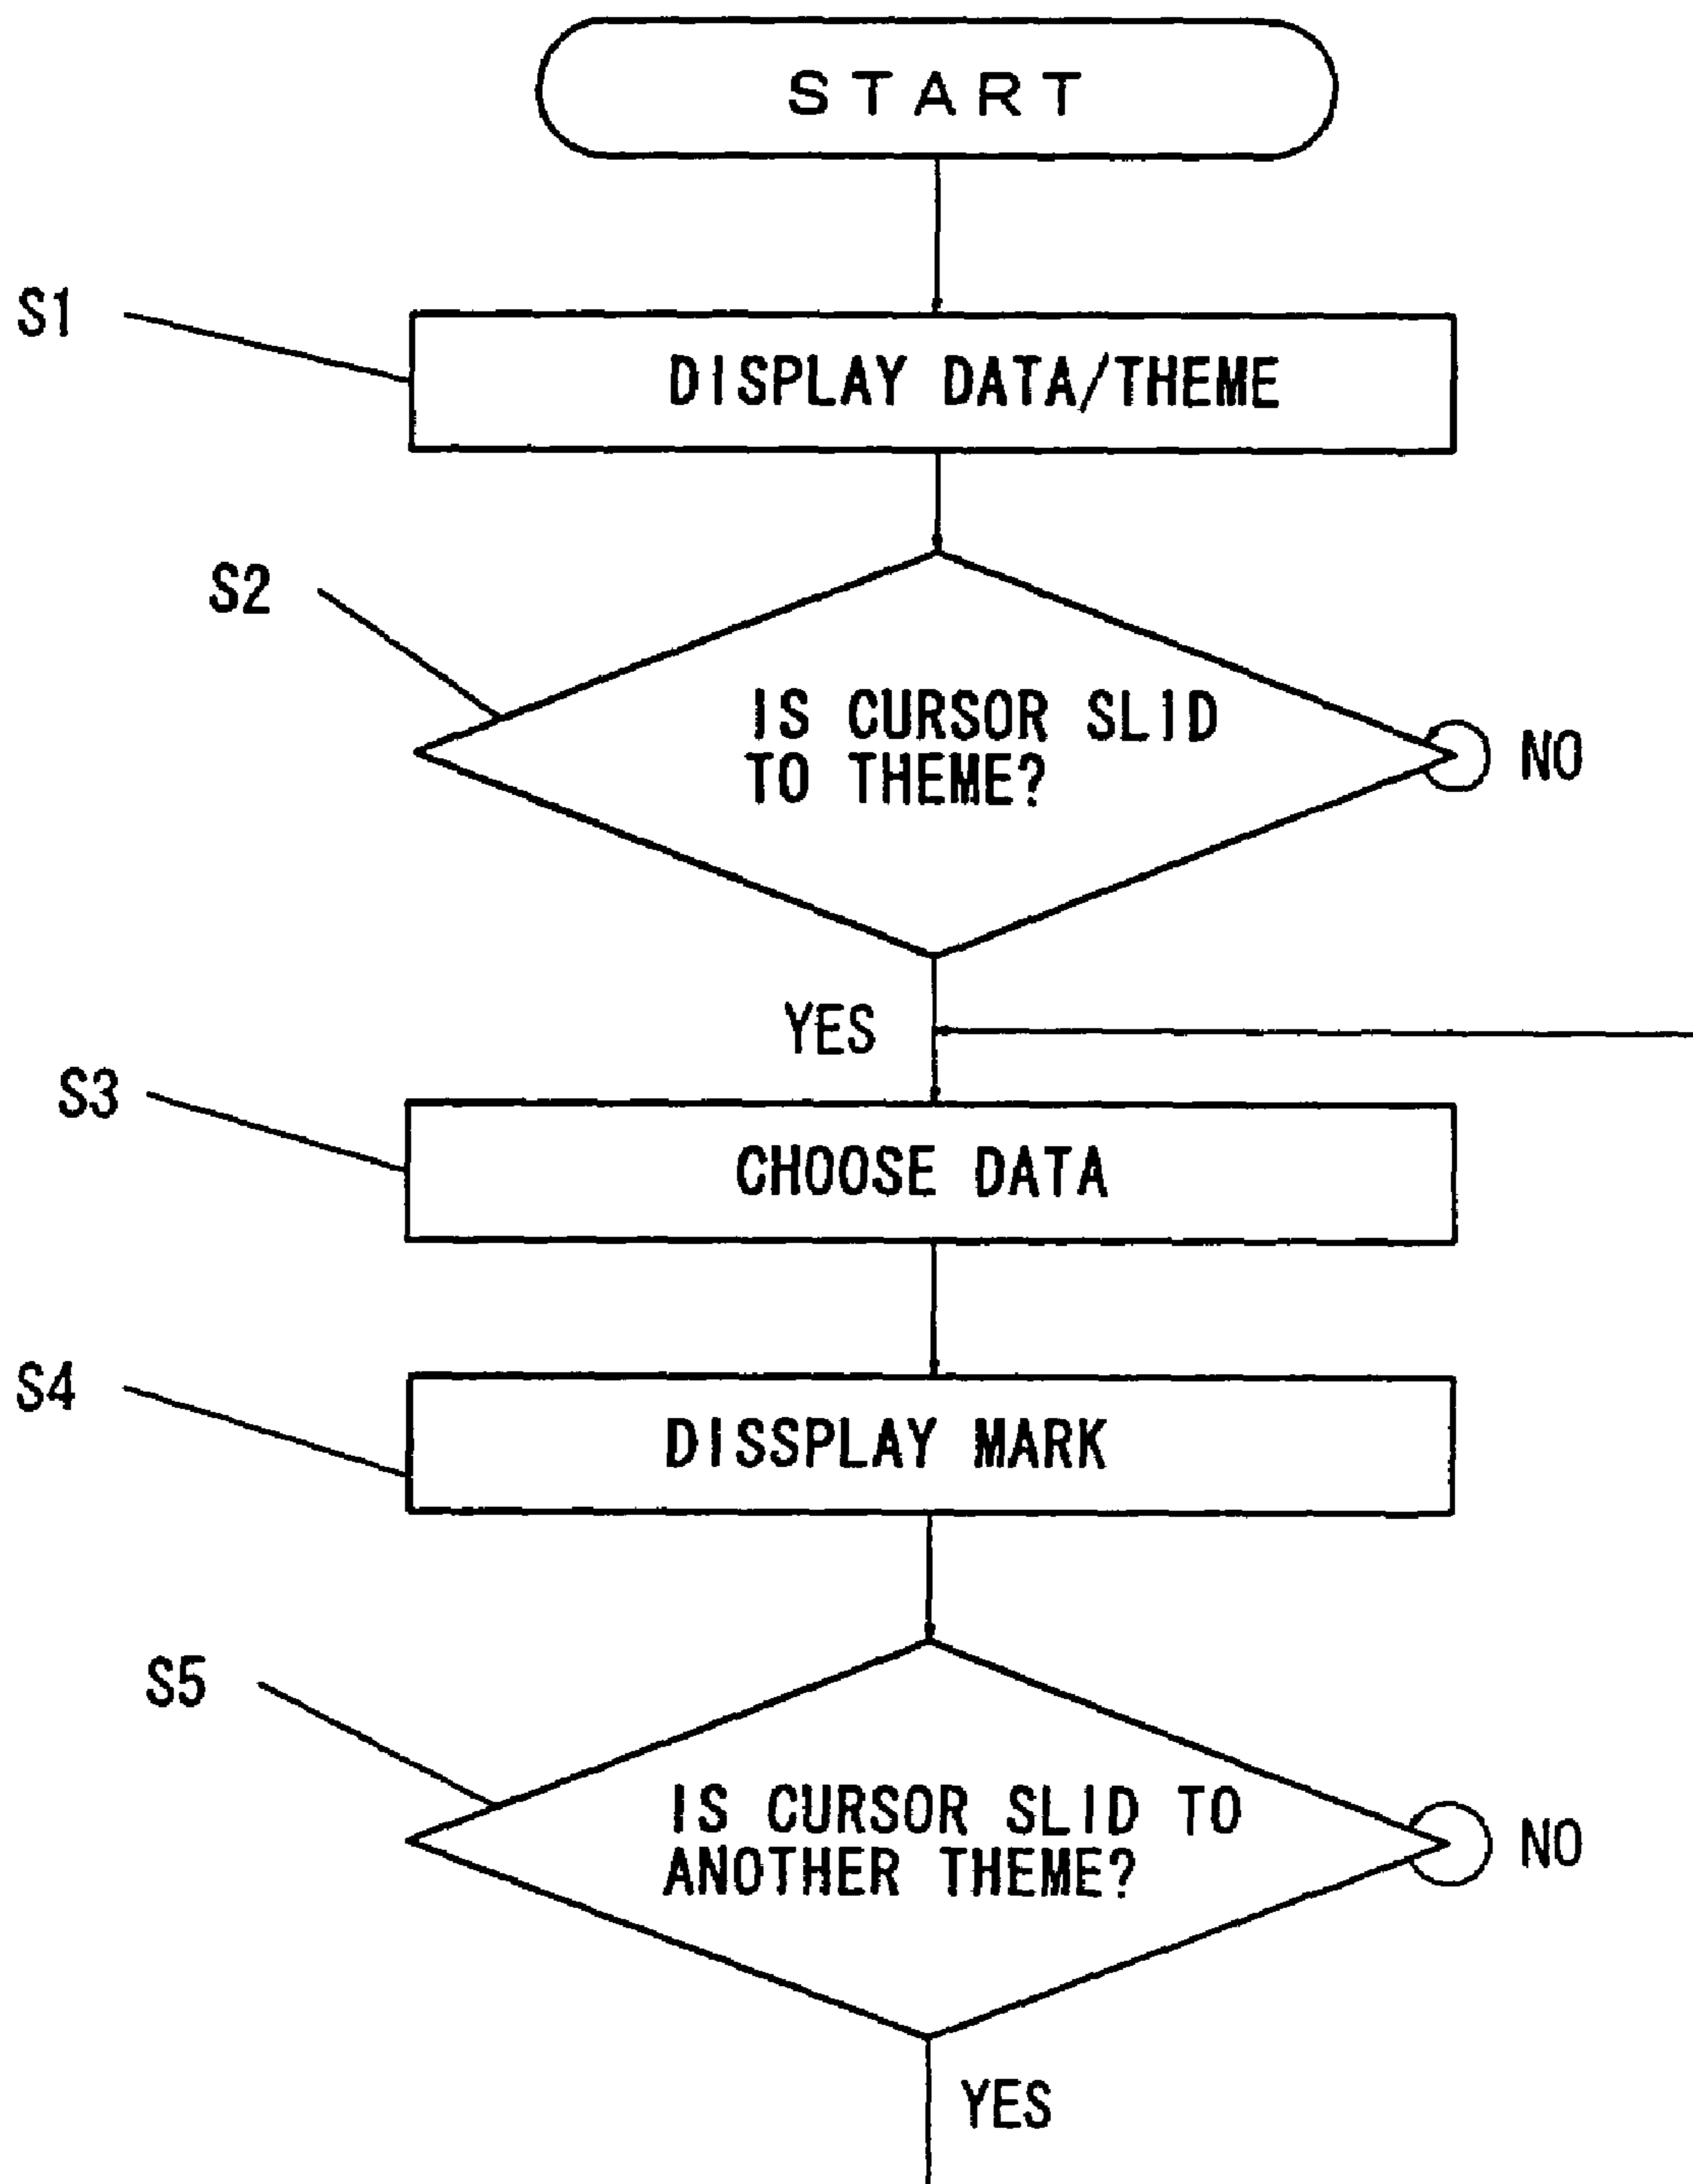 START
S1
DISPLAY DATA/THEME
S2
IS CURSOR SLID
TO THEME?
NO
YES
S3
CHOOSE DATA
S4
DISSPLAY MARK
S5
IS CURSOR SLID TO
ANOTHER THEME?
NO
YES